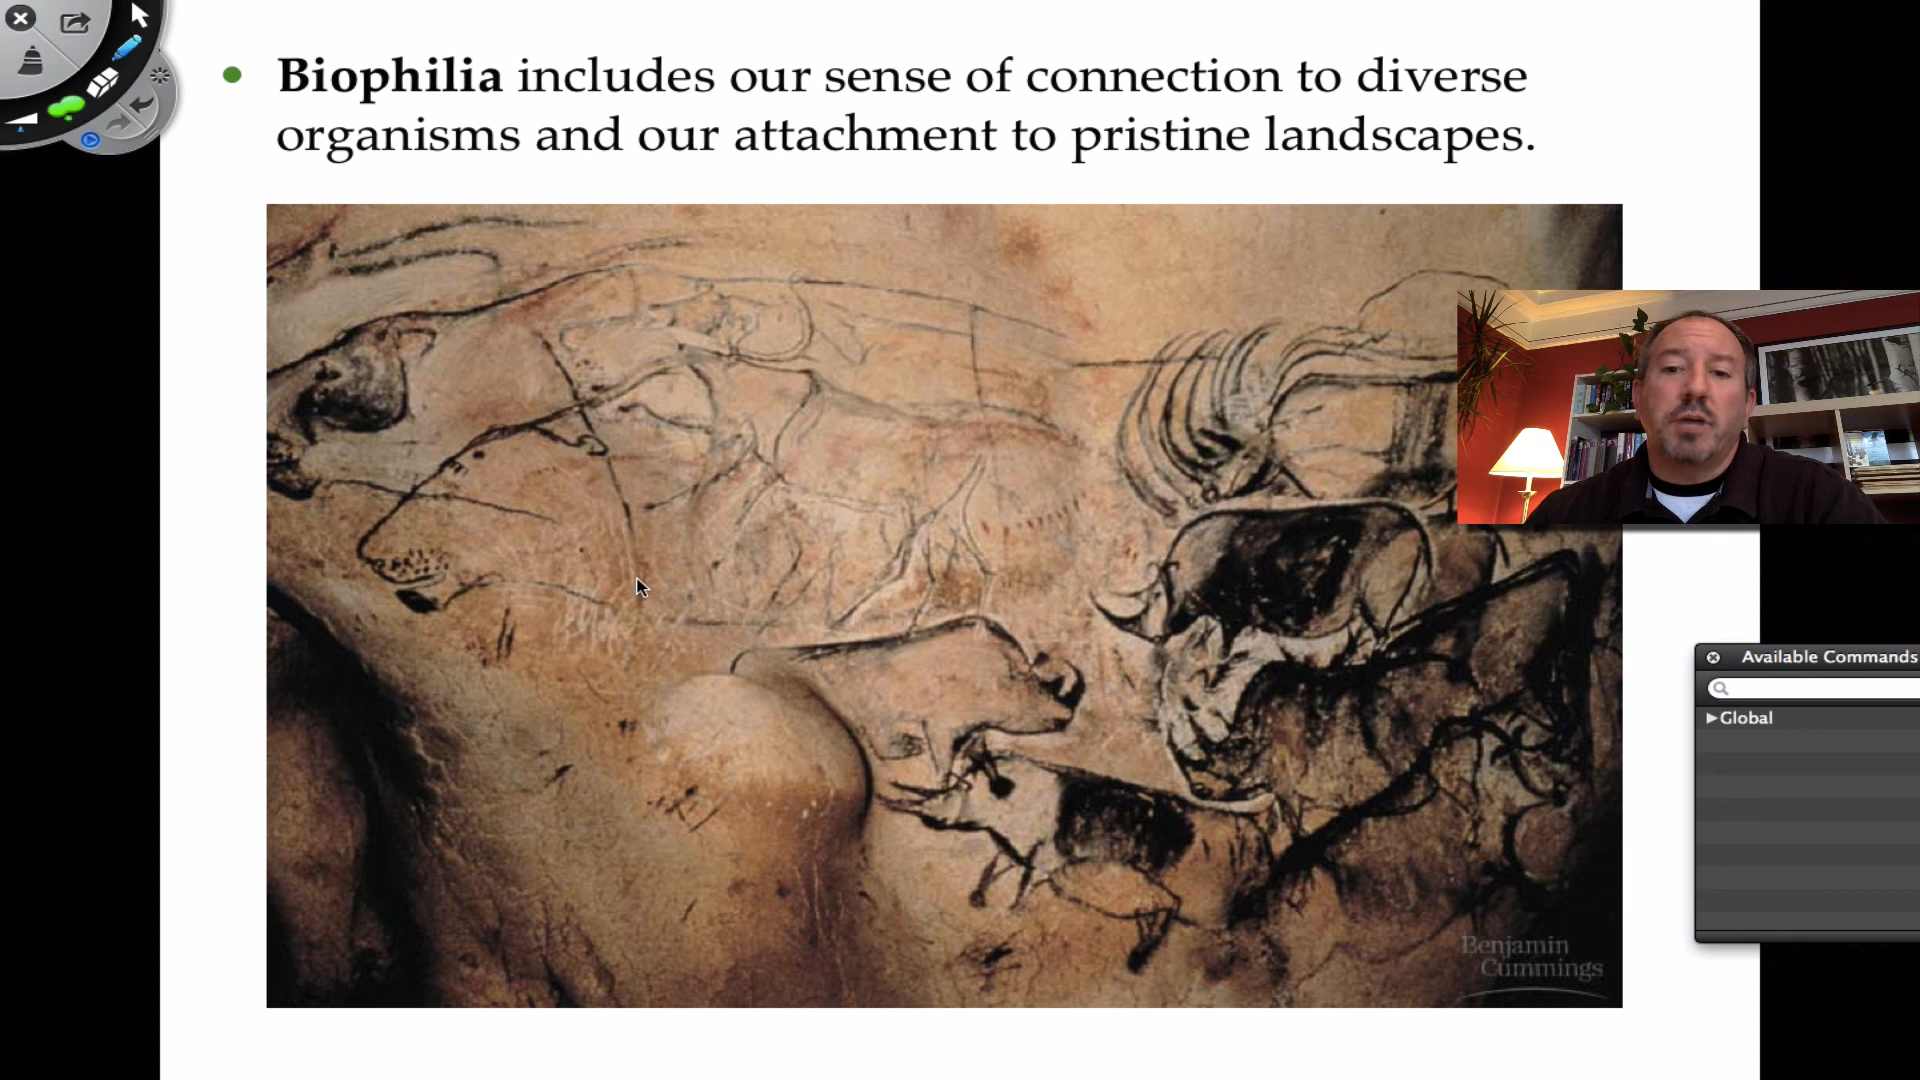 • Biophilia includes our sense of connection to diverse
organisms and our attachment to pristine landscapes.
Available Commands
Global
Benjamin
Cummings